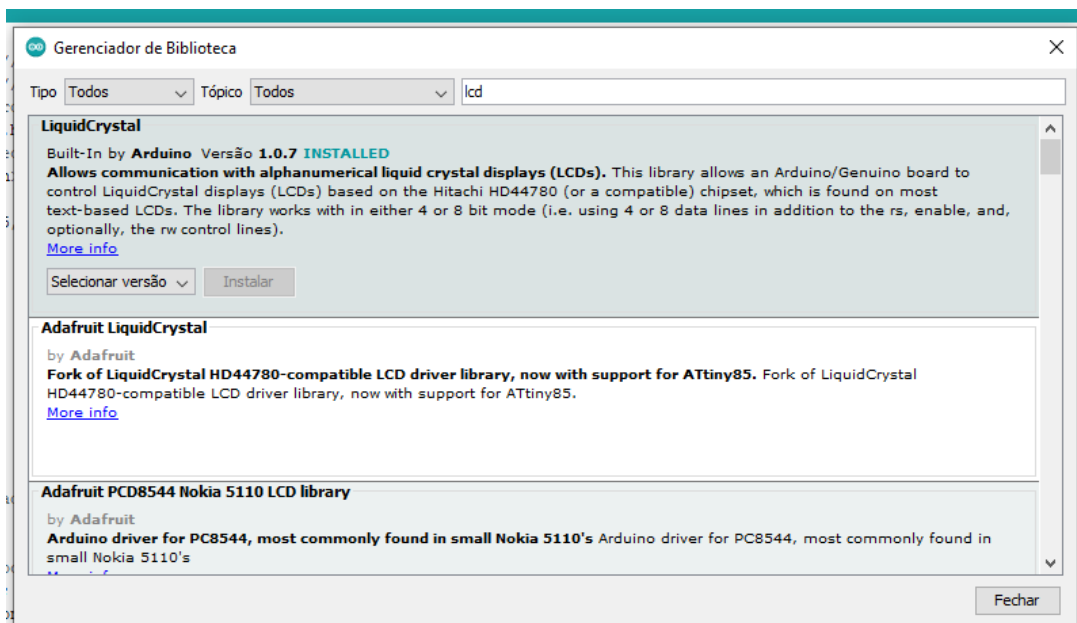 Gerenciador de Biblioteca
Tipo Todos Tópico Todos lcd
LiquidCrystal
Built-In by Arduino Versão 1.0.7 INSTALLED
Allows communication with alphanumerical liquid crystal displays (LCDs). This library allows an Arduino/Genuino board to
control LiquidCrystal displays (LCDs) based on the Hitachi HD44780 (or a compatible) chipset, which is found on most
text-based LCDs. The library works with in either 4 or 8 bit mode (i.e. using 4 or 8 data lines in addition to the rs, enable, and,
optionally, the rw control lines).
More info
Selecionar versão Instalar
Adafruit LiquidCrystal
by Adafruit
Fork of LiquidCrystal HD44780-compatible LCD driver library, now with support for ATtiny85. Fork of LiquidCrystal
HD44780-compatible LCD driver library, now with support for ATtiny85.
More info
Adafruit PCD8544 Nokia 5110 LCD library
by Adafruit
Arduino driver for PC8544, most commonly found in small Nokia 5110's Arduino driver for PC8544, most commonly found in
small Nokia 5110's
Fechar